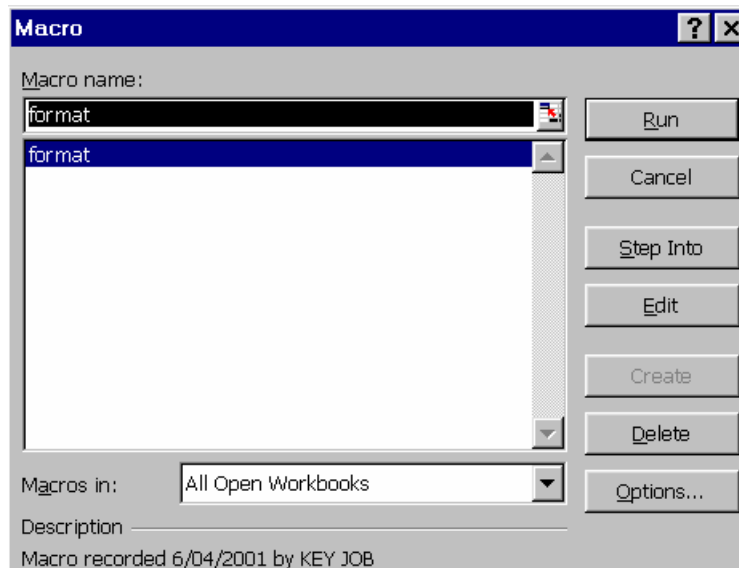 Macro
Macro name:
format
format
Run
Cancel
Step Into
Edit
Create
Delete
Options...
Macros in:
All Open Workbooks
Description
Macro recorded 6/04/2001 by KEY JOB